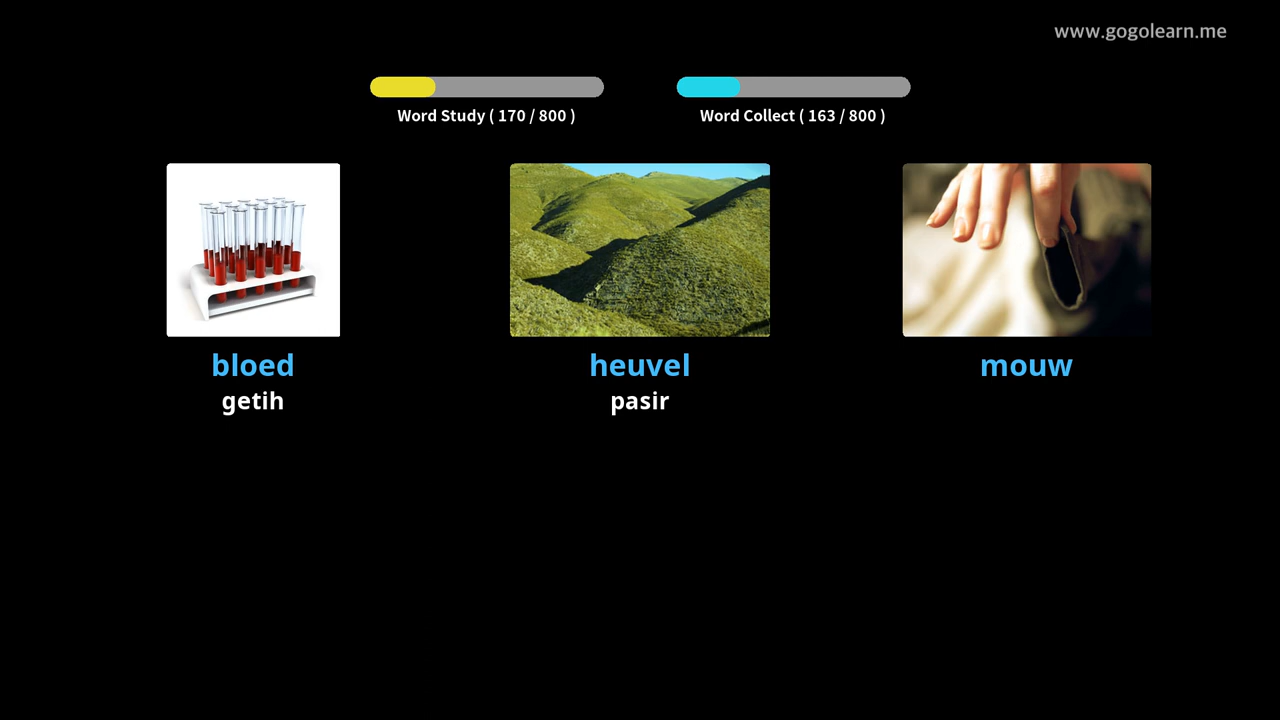 www.gogolearn.me
Word Study ( 170 / 800 )
Word Collect ( 163 / 800 )
bloed
heuvel
mouw
getih
pasir